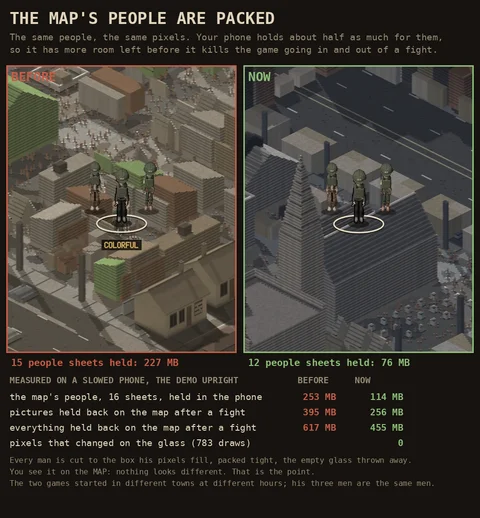 THE MAP'S PEOPLE ARE PACKED
The same people, the same pixels. Your phone holds about half as much for them,
so it has more room left before it kills the game going in and out of a fight.
BEFORE
NOW
COLORFUL
15 people sheets held: 227 MB
12 people sheets held: 76 MB
MEASURED ON A SLOWED PHONE, THE DEMO UPRIGHT BEFORE NOW
the map's people, 16 sheets, held in the phone 253 MB 114 MB
pictures held back on the map after a fight 395 MB 256 MB
everything held back on the map after a fight 617 MB 455 MB
pixels that changed on the glass (783 draws) 0
Every man is cut to the box his pixels fill, packed tight, the empty glass thrown away.
You see it on the MAP: nothing looks different. That is the point.
The two games started in different towns at different hours; his three men are the same men.